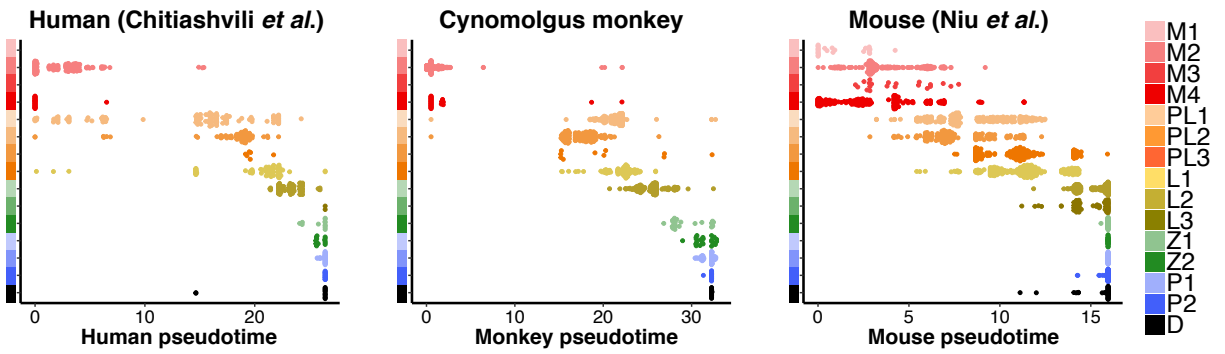 Human (Chitiashvili et al.)
Cynomolgus monkey
Mouse (Niu et al.)
0 10 20
Human pseudotime
0 10 20 30
Monkey pseudotime
0 5 10 15
Mouse pseudotime
M1
M2
M3
M4
PL1
PL2
PL3
L1
L2
L3
Z1
Z2
P1
P2
D